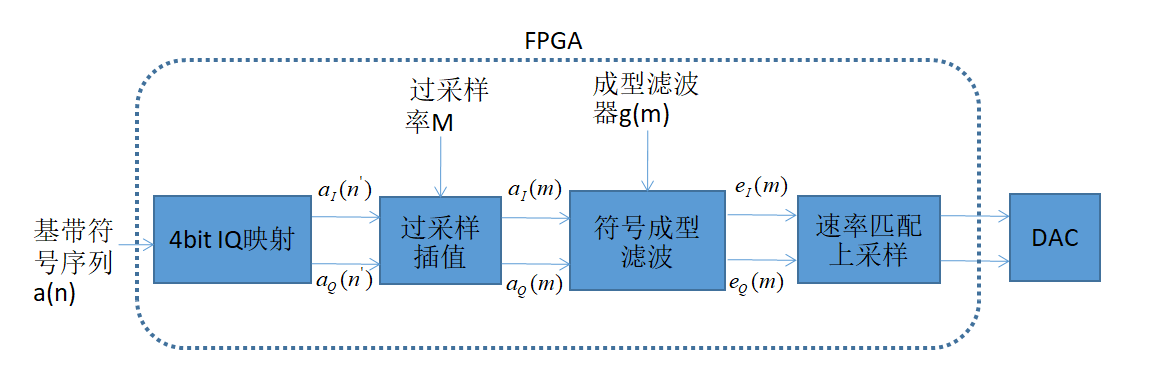 FPGA
过采样
率M
成型滤波
器g(m)
基带符
号序列
a(n)
4bit IQ映射
a_I(n')
a_Q(n')
过采样
插值
a_I(m)
a_Q(m)
符号成型
滤波
e_I(m)
e_Q(m)
速率匹配
上采样
DAC